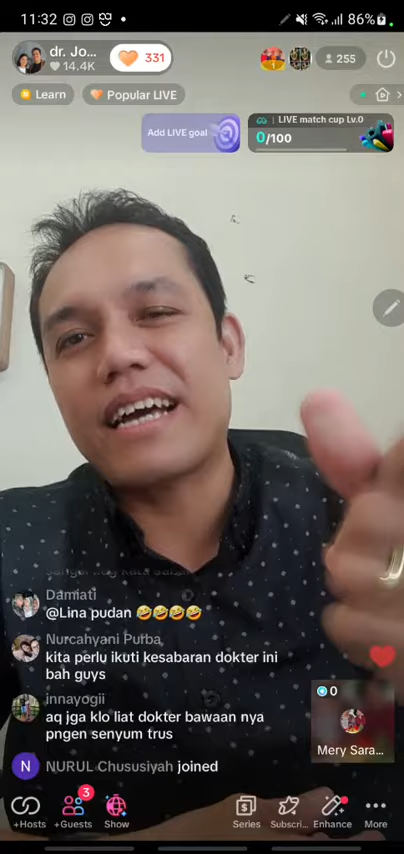 11:32
86%
dr. Jo...
14.4K
331
1
255
Learn
Popular LIVE
Add LIVE goal
LIVE match cup Lv.0
0/100
Damiati
@Lina pudan 🤣🤣🤣🤣
Nurcahyani Purba
kita perlu ikuti kesabaran dokter ini
bah guys
innayogii
aq jga klo liat dokter bawaan nya
pngen senyum trus
0
Mery Sara...
N
NURUL Chususiyah joined
3
+Hosts
+Guests
Show
Series
Subscri...
Enhance
More